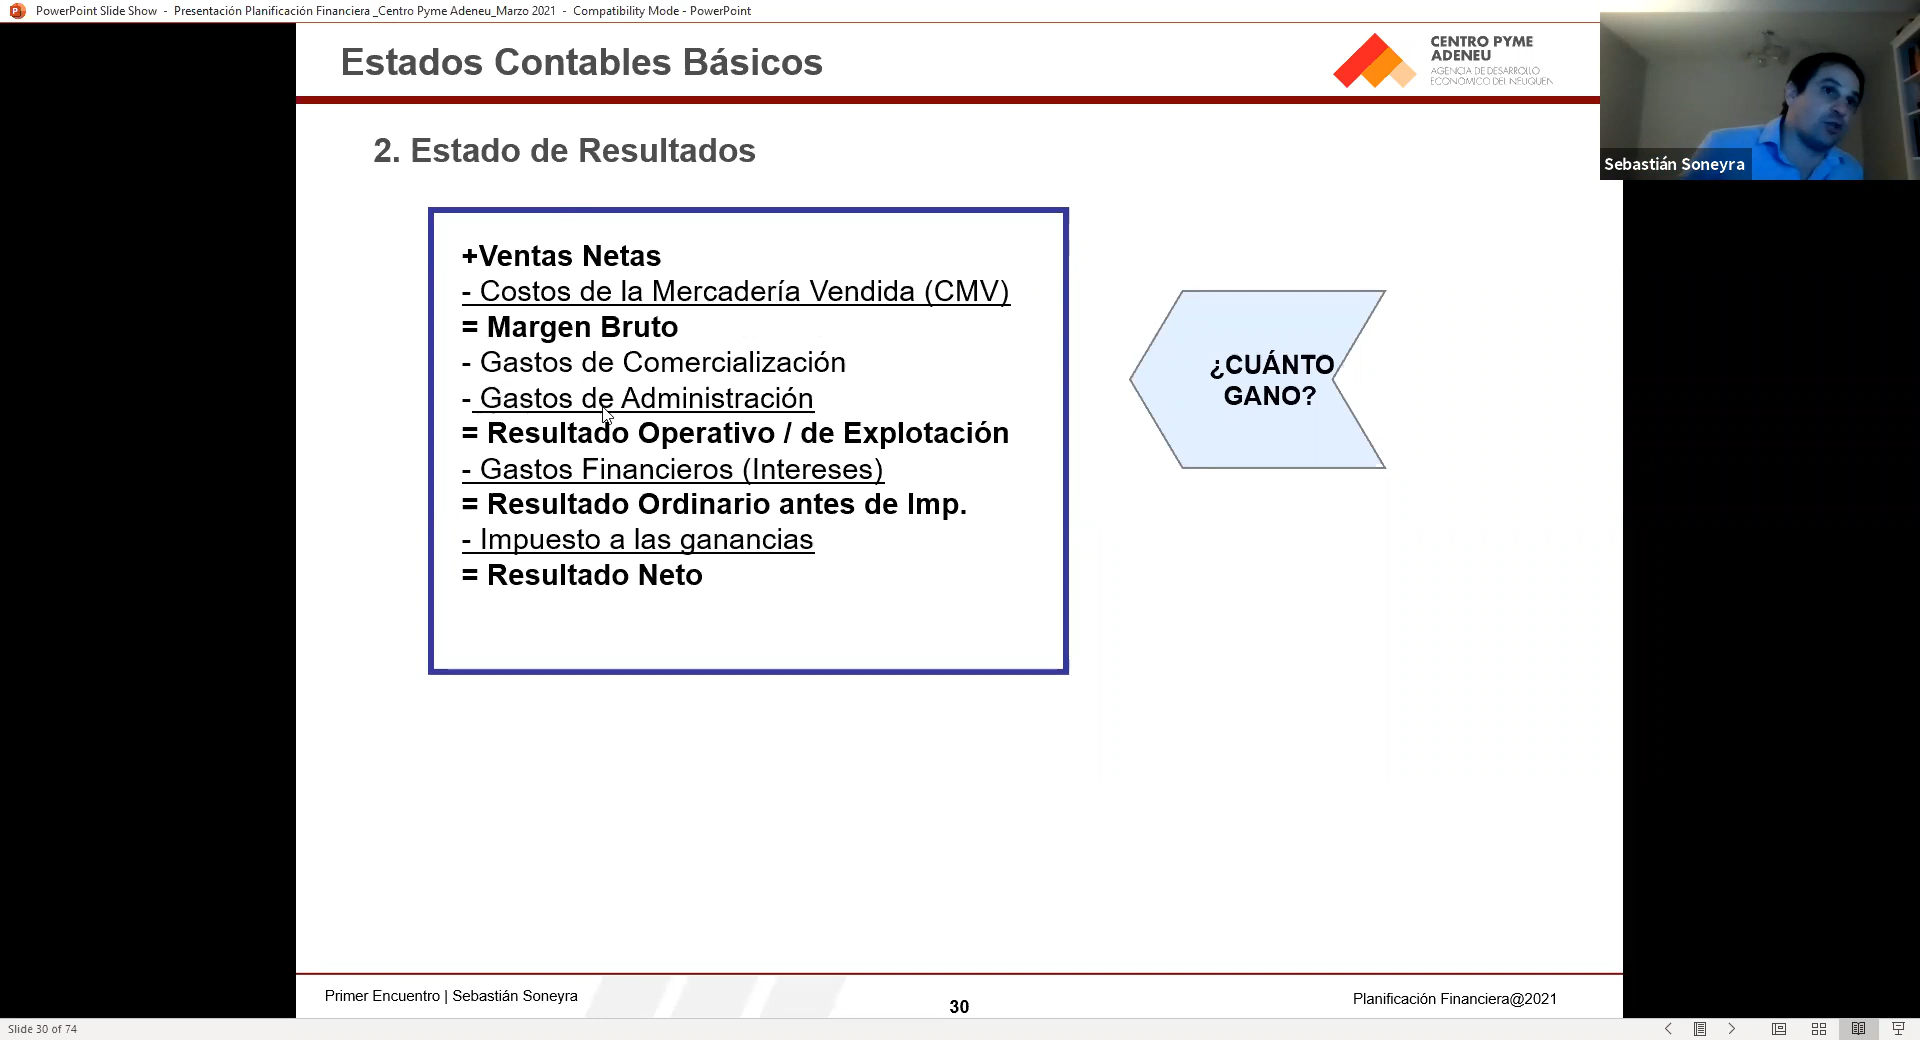 PowerPoint Slide Show - Presentación Planificación Financiera _Centro Pyme Adeneu_Marzo 2021 - Compatibility Mode - PowerPoint
Estados Contables Básicos
CENTRO PYME
ADENEU
AGENCIA DE DESARROLLO
ECONOMICO DEL NEUQUEN
Sebastián Soneyra
2. Estado de Resultados
+Ventas Netas
- Costos de la Mercadería Vendida (CMV)
= Margen Bruto
- Gastos de Comercialización
- Gastos de Administración
= Resultado Operativo / de Explotación
- Gastos Financieros (Intereses)
= Resultado Ordinario antes de Imp.
- Impuesto a las ganancias
= Resultado Neto
¿CUÁNTO
GANO?
Primer Encuentro | Sebastián Soneyra
30
Planificación Financiera@2021
Slide 30 of 74